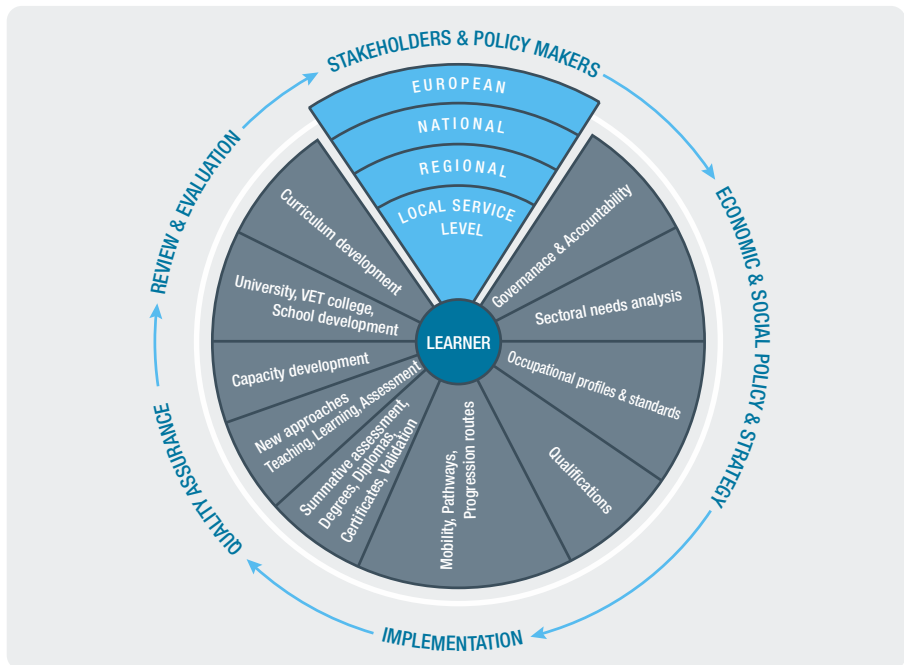 STAKEHOLDERS & POLICY MAKERS
EUROPEAN
NATIONAL
REGIONAL
LOCAL SERVICE
LEVEL
LEARNER
Governanace & Accountability
Sectoral needs analysis
Occupational profiles & standards
Qualifications
Mobility, Pathways,
Progression routes
Summative assessment,
Degrees, Diplomas,
Certificates, Validation
New approaches
Teaching, Learning, Assessment
Capacity development
University, VET college,
School development
Curriculum development
ECONOMIC & SOCIAL POLICY & STRATEGY
IMPLEMENTATION
QUALITY ASSURANCE
REVIEW & EVALUATION